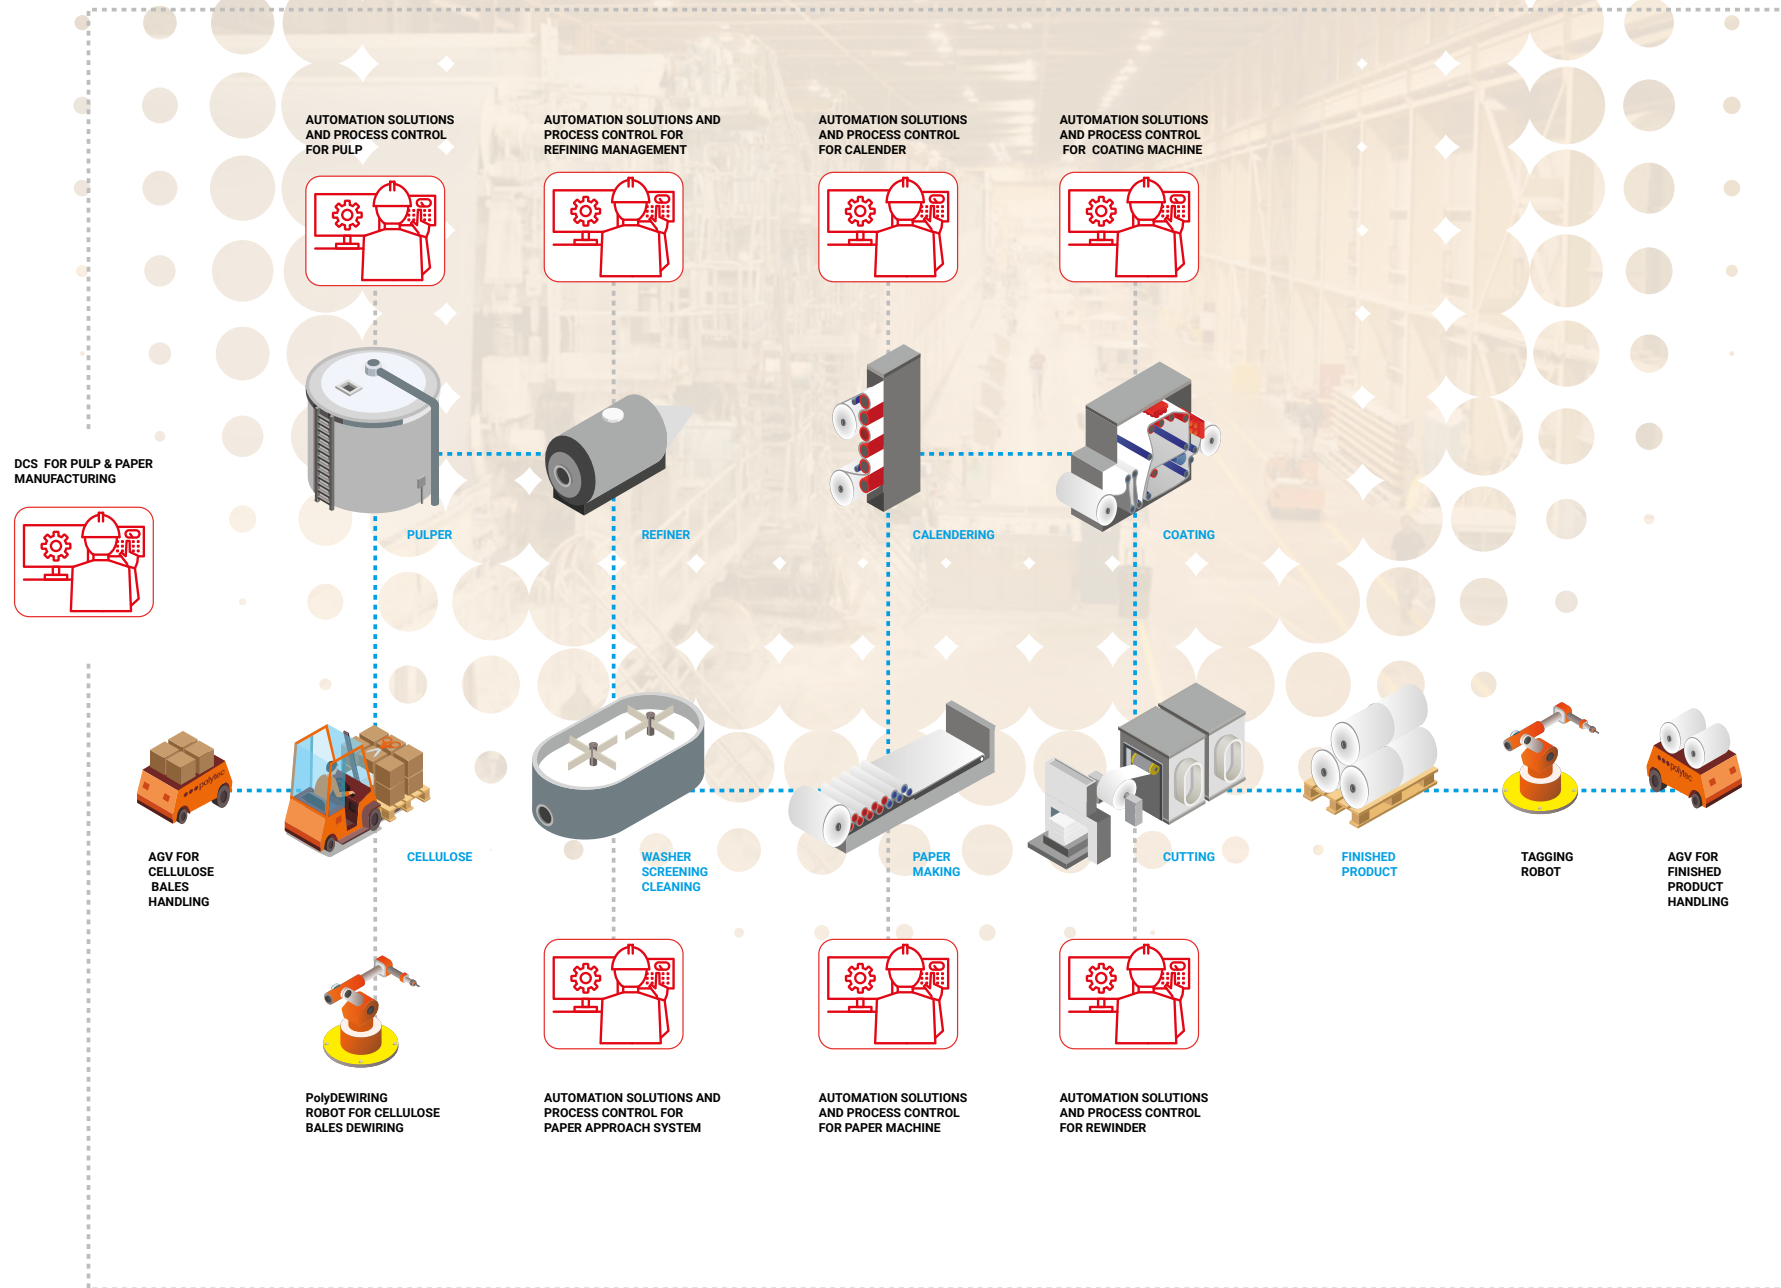 AUTOMATION SOLUTIONS
AND PROCESS CONTROL
FOR PULP
AUTOMATION SOLUTIONS AND
PROCESS CONTROL FOR
REFINING MANAGEMENT
AUTOMATION SOLUTIONS
AND PROCESS CONTROL
FOR CALENDER
AUTOMATION SOLUTIONS
AND PROCESS CONTROL
FOR COATING MACHINE
DCS FOR PULP & PAPER
MANUFACTURING
PULPER
REFINER
CALENDERING
COATING
polytec
polytec
AGV FOR
CELLULOSE
BALES
HANDLING
CELLULOSE
WASHER
SCREENING
CLEANING
PAPER
MAKING
CUTTING
FINISHED
PRODUCT
TAGGING
ROBOT
AGV FOR
FINISHED
PRODUCT
HANDLING
PolyDEWIRING
ROBOT FOR CELLULOSE
BALES DEWIRING
AUTOMATION SOLUTIONS AND
PROCESS CONTROL FOR
PAPER APPROACH SYSTEM
AUTOMATION SOLUTIONS
AND PROCESS CONTROL
FOR PAPER MACHINE
AUTOMATION SOLUTIONS
AND PROCESS CONTROL
FOR REWINDER